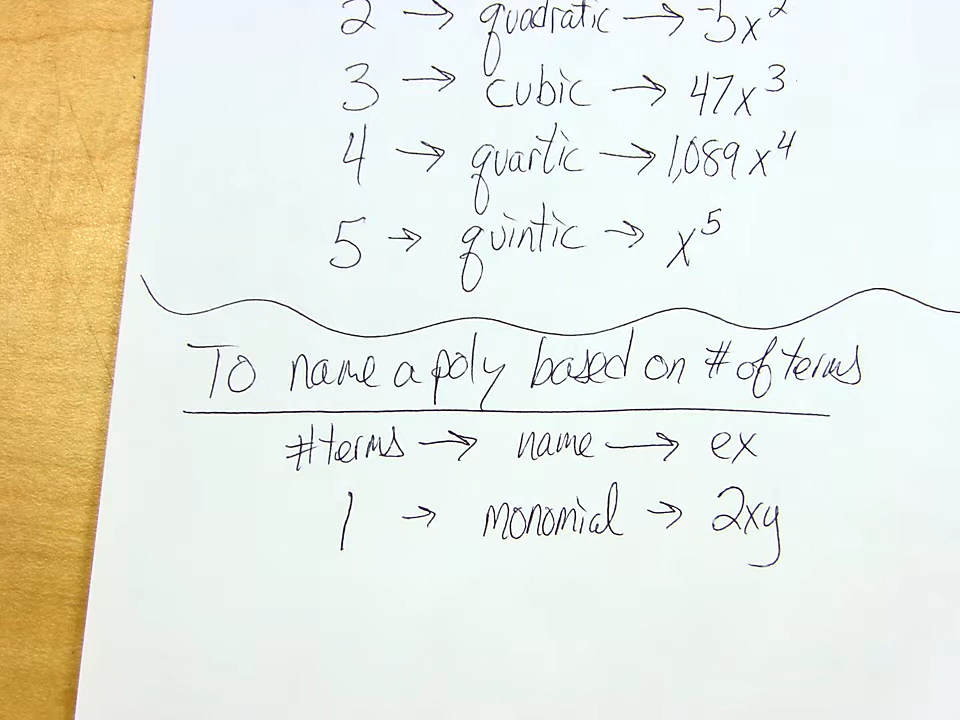 2 → quadratic → -5x²
3 → cubic → 47x³
4 → quartic → 1,089x⁴
5 → quintic → x⁵
To name a poly based on # of terms
# terms → name → ex
1 → monomial → 2xy